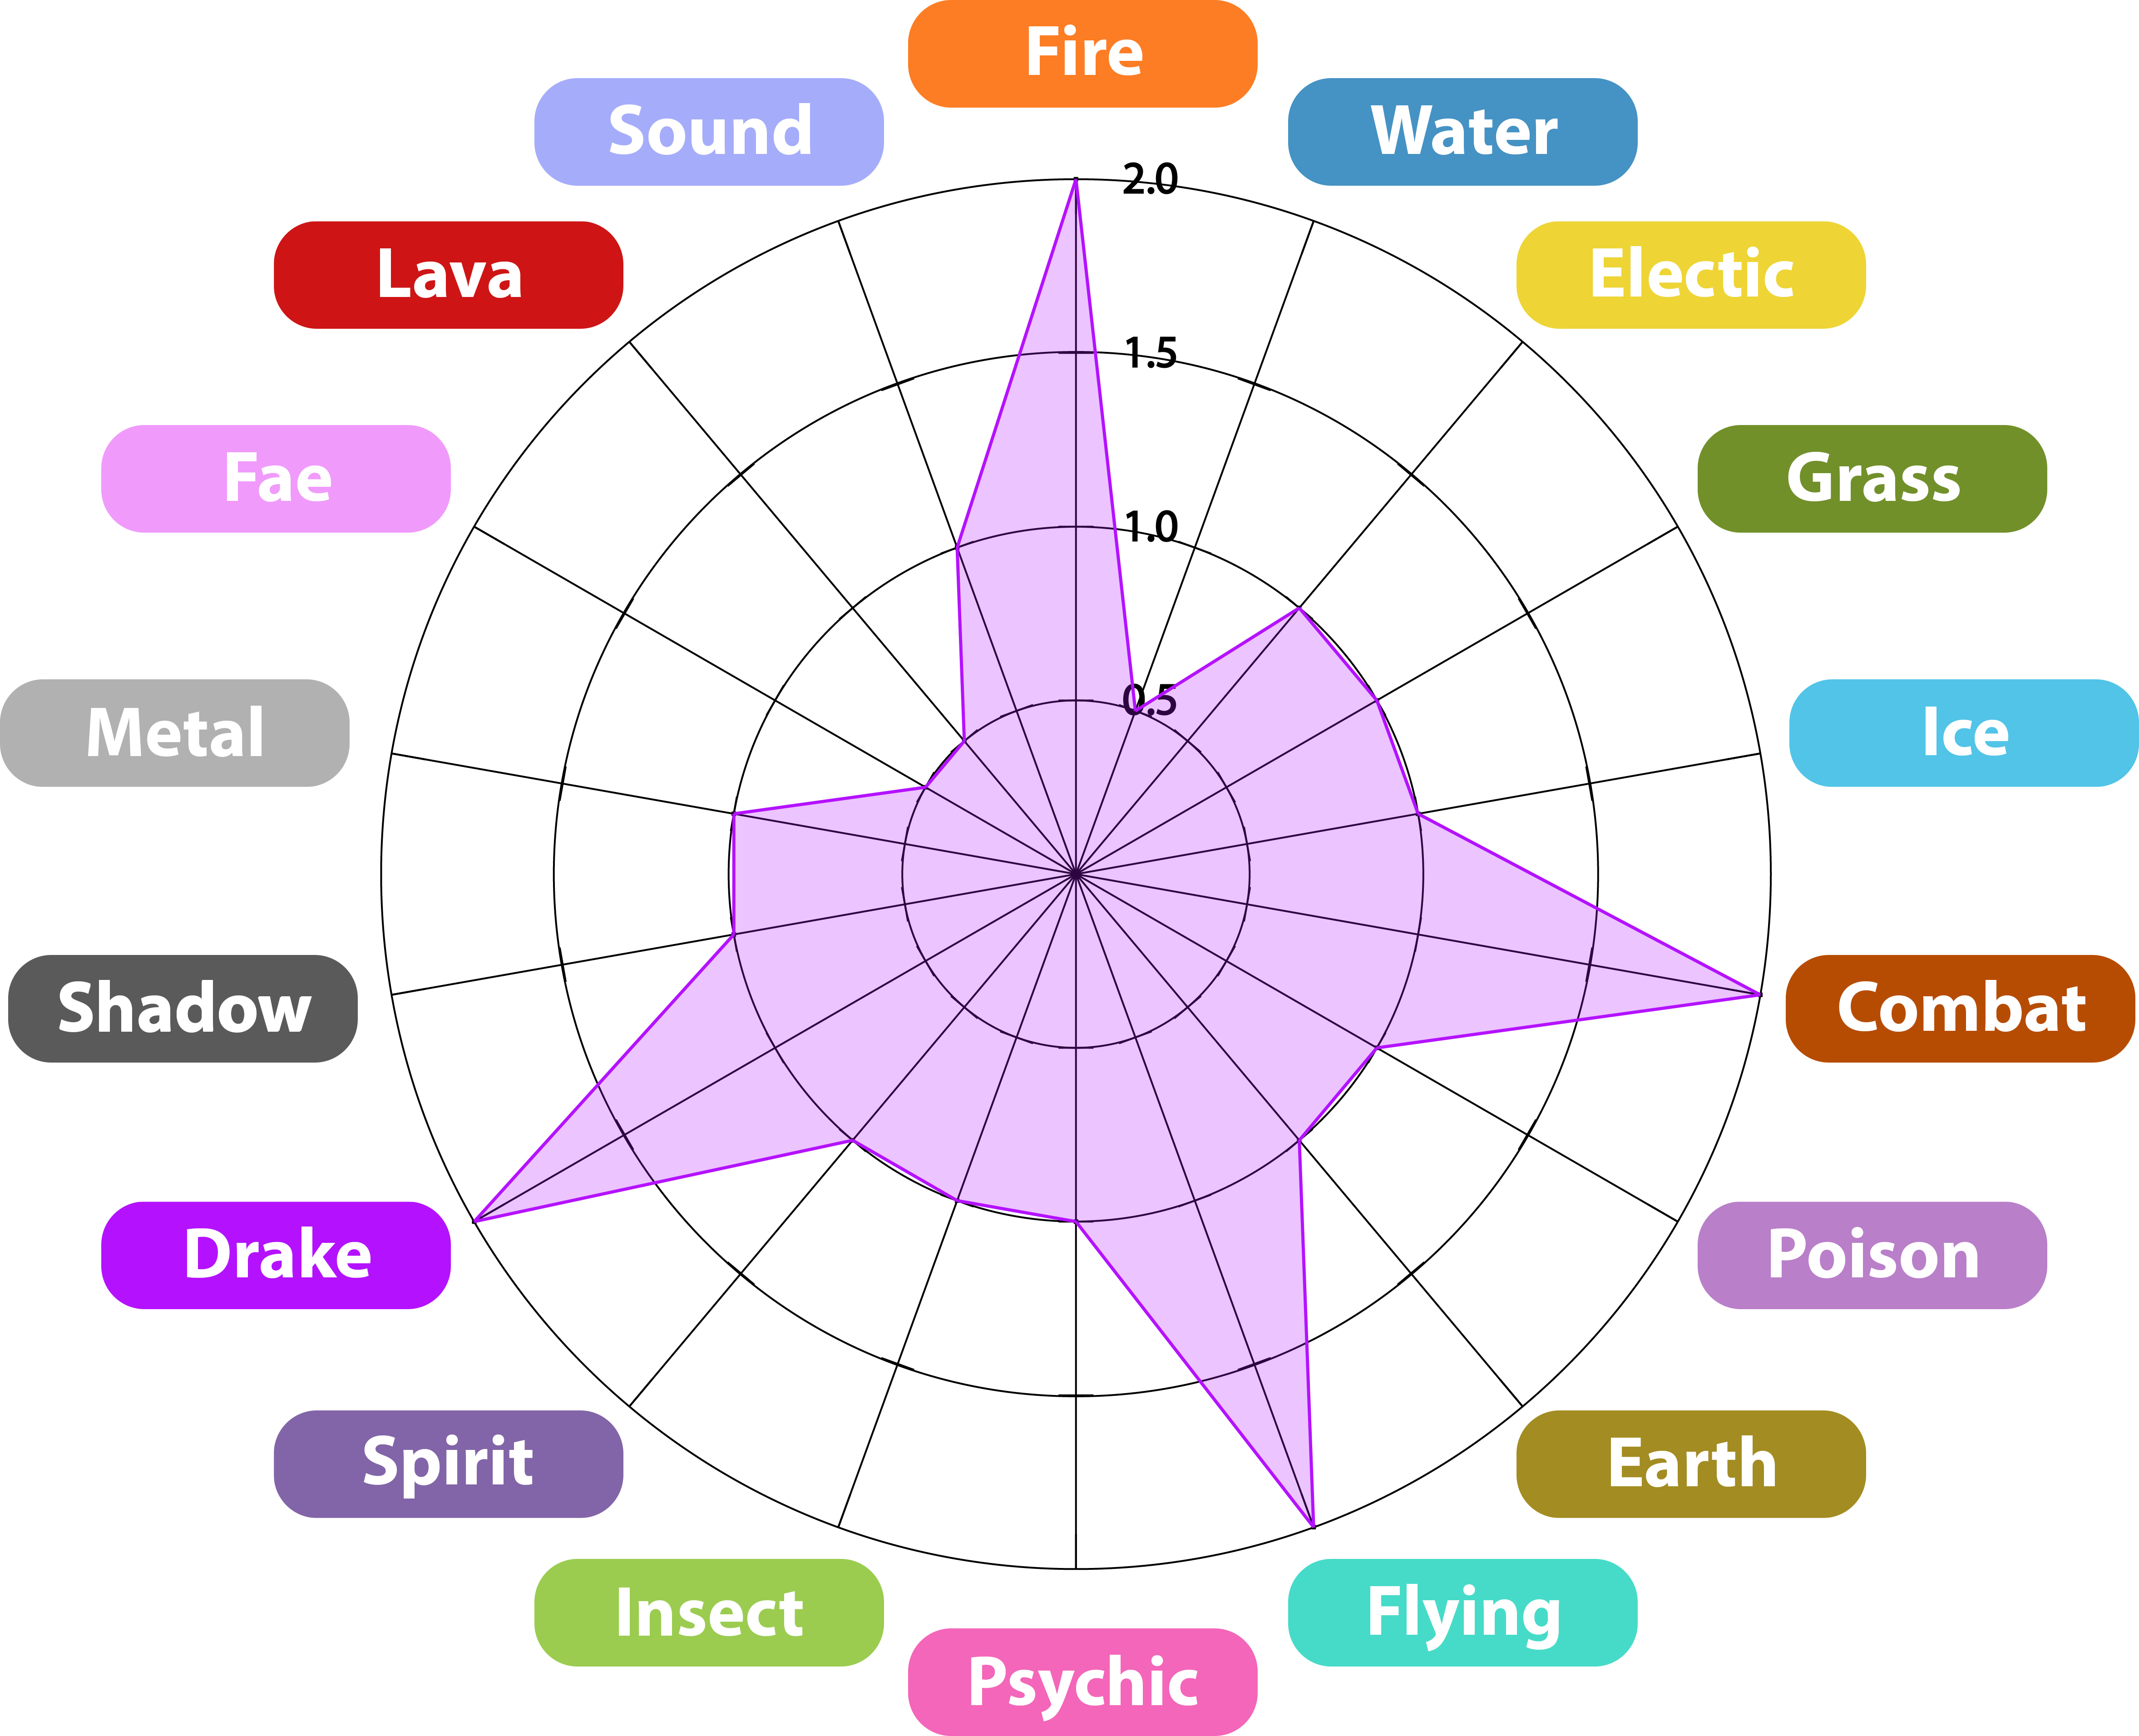 Fire
Sound
Water
2.0
Lava
Electic
1.5
Fae
Grass
1.0
Metal
0.5
Ice
Shadow
Combat
Drake
Poison
Spirit
Earth
Insect
Flying
Psychic